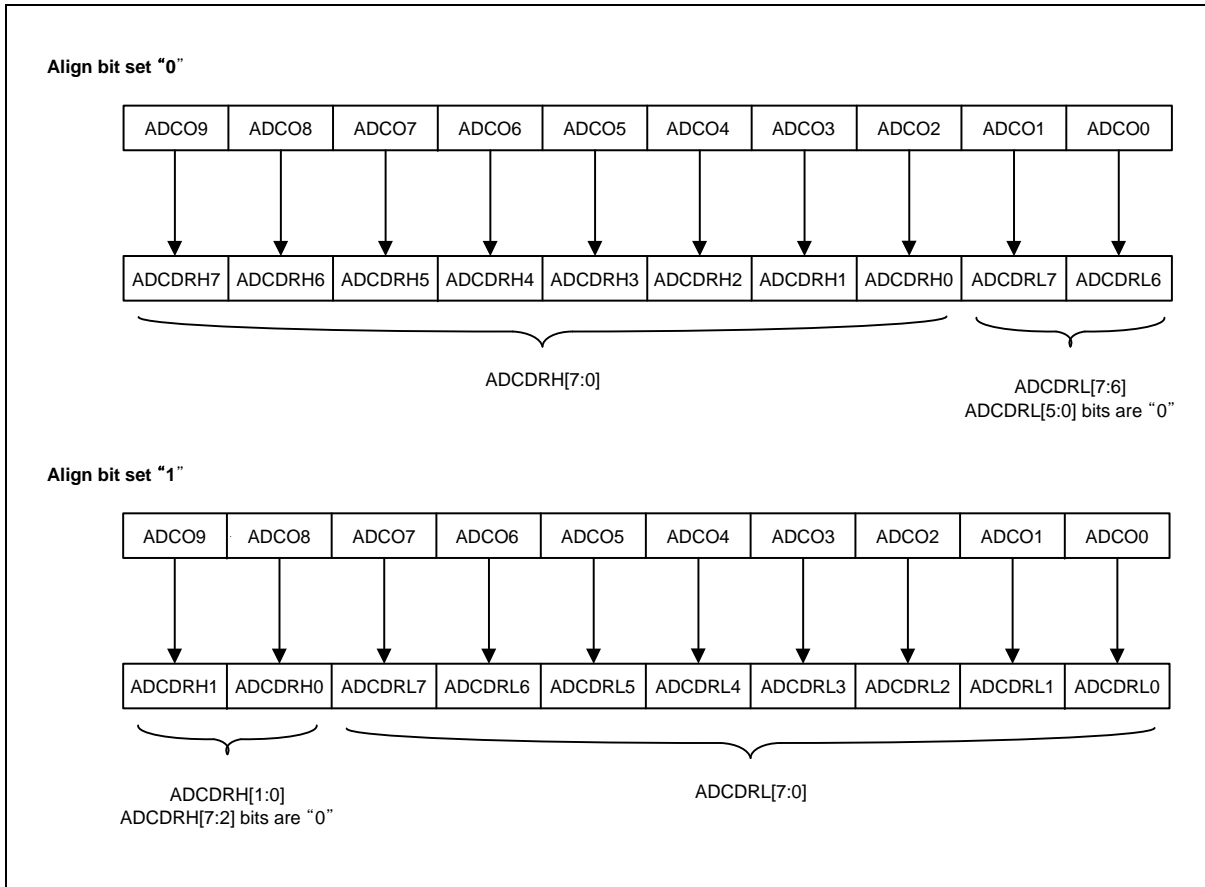 Align bit set “0”
ADCO9 ADCO8 ADCO7 ADCO6 ADCO5 ADCO4 ADCO3 ADCO2 ADCO1 ADCO0
ADCDRH7 ADCDRH6 ADCDRH5 ADCDRH4 ADCDRH3 ADCDRH2 ADCDRH1 ADCDRH0 ADCDRL7 ADCDRL6
ADCDRH[7:0]
ADCDRL[7:6]
ADCDRL[5:0] bits are “0”
Align bit set “1”
ADCO9 ADCO8 ADCO7 ADCO6 ADCO5 ADCO4 ADCO3 ADCO2 ADCO1 ADCO0
ADCDRH1 ADCDRH0 ADCDRL7 ADCDRL6 ADCDRL5 ADCDRL4 ADCDRL3 ADCDRL2 ADCDRL1 ADCDRL0
ADCDRH[1:0]
ADCDRH[7:2] bits are “0”
ADCDRL[7:0]